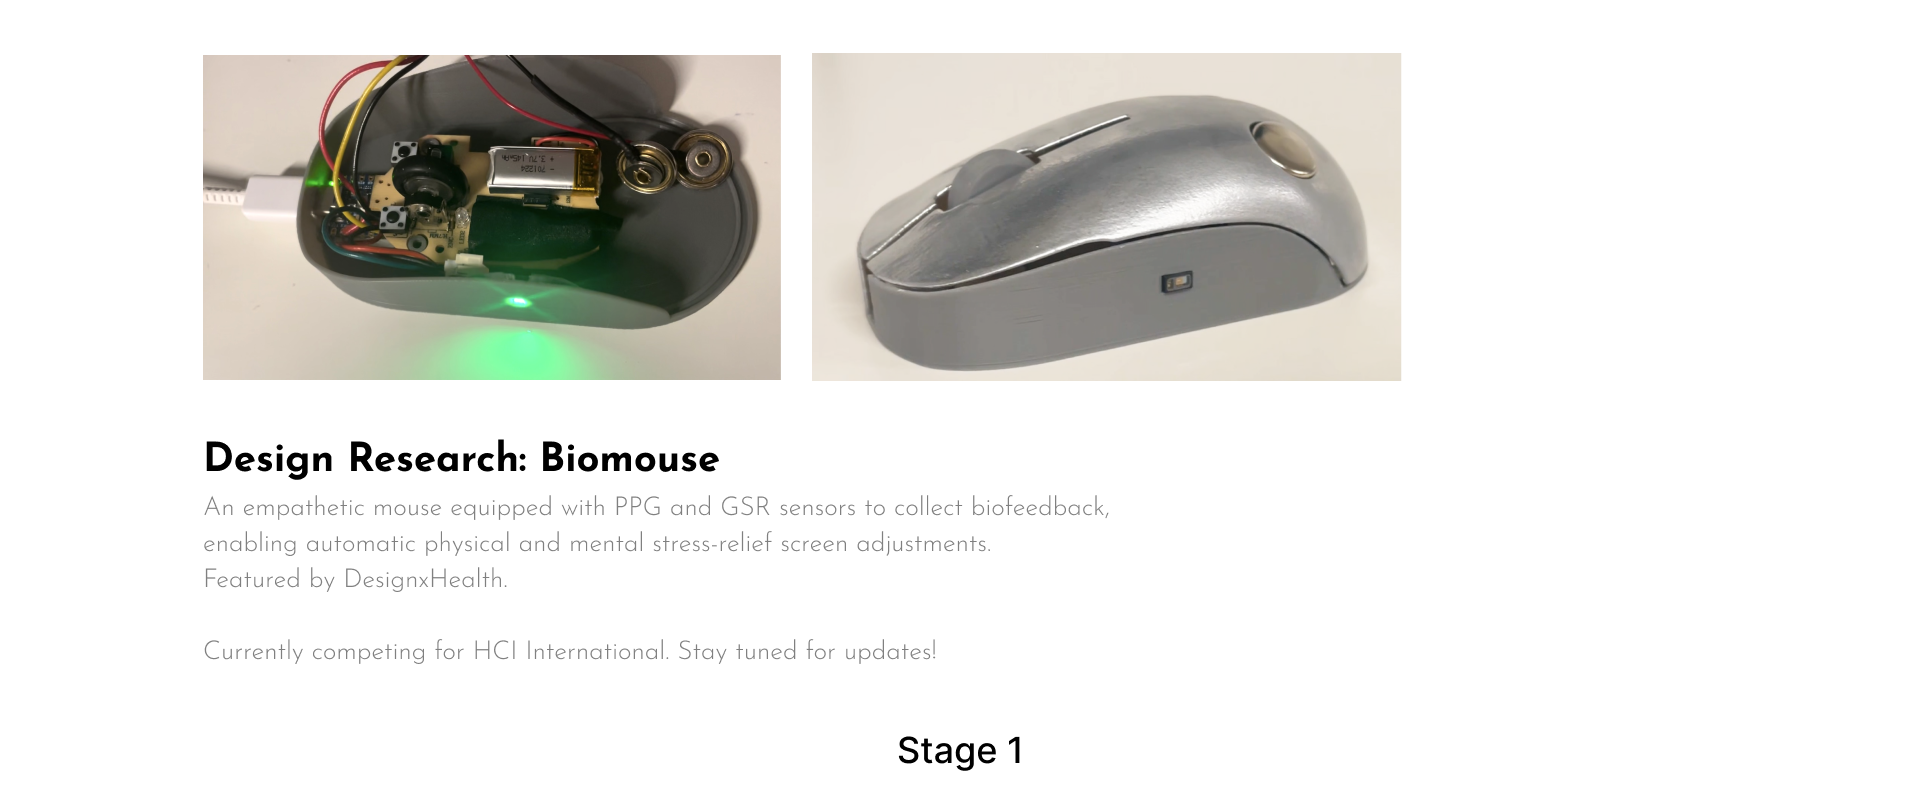 Design Research: Biomouse
An empathetic mouse equipped with PPG and GSR sensors to collect biofeedback,
enabling automatic physical and mental stress-relief screen adjustments.
Featured by DesignxHealth.
Currently competing for HCI International. Stay tuned for updates!
Stage 1